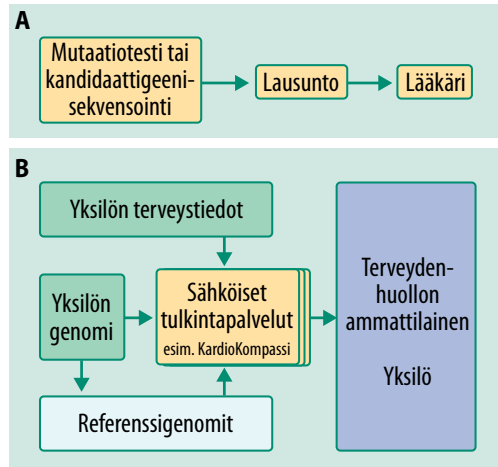 A
Mutaatiotesti tai
kandidaattigeeni-
sekvensointi
Lausunto
Lääkäri
B
Yksilön terveystiedot
Yksilön
genomi
Sähköiset
tulkintapalvelut
esim. KardioKompassi
Referenssigenomit
Terveyden-
huollon
ammattilainen
Yksilö